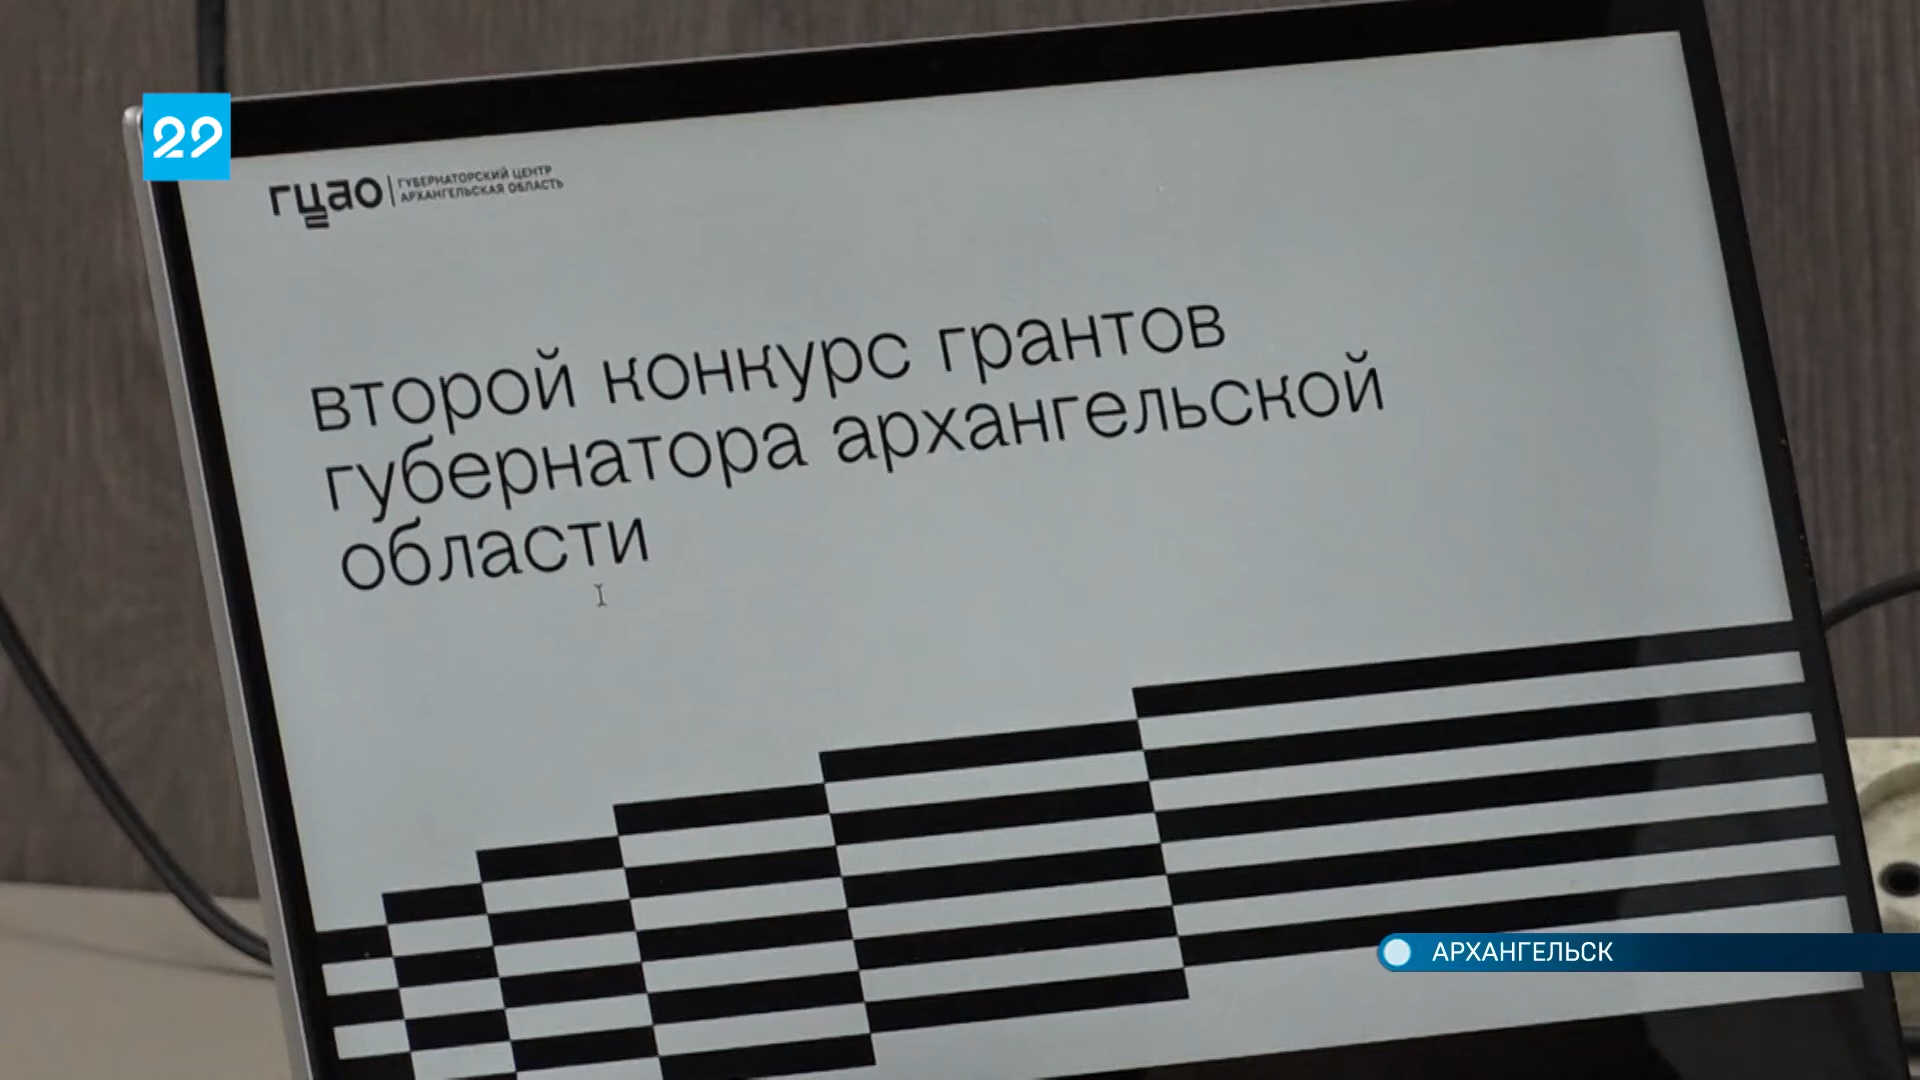 29
гцао
ГУБЕРНАТОРСКИЙ ЦЕНТР
АРХАНГЕЛЬСКАЯ ОБЛАСТЬ
второй конкурс грантов
губернатора архангельской
области
АРХАНГЕЛЬСК